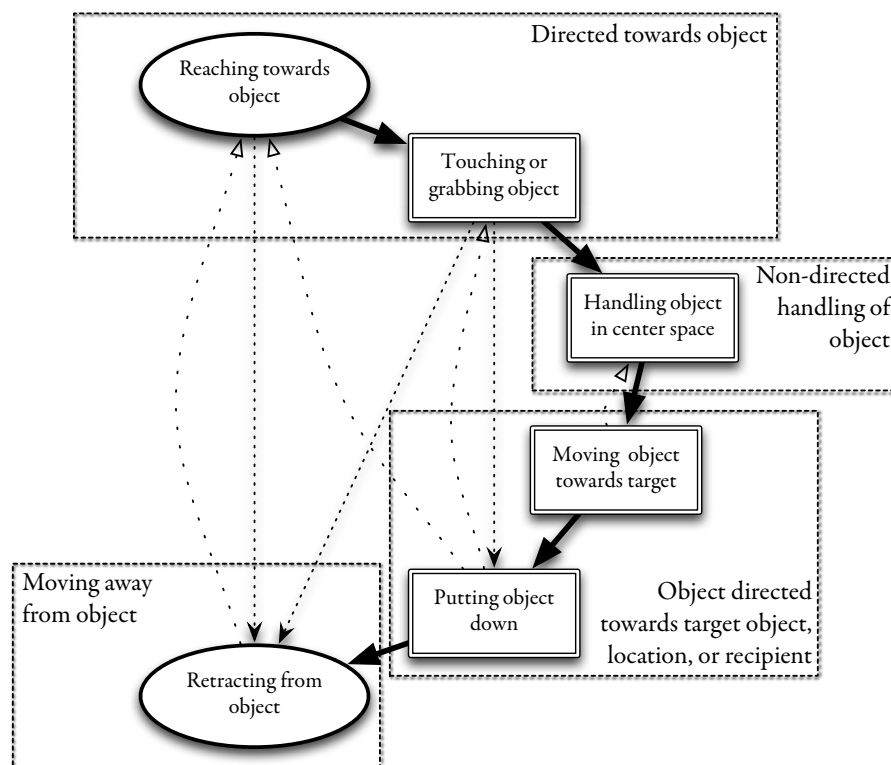 Directed towards object
Reaching towards
object
Touching or
grabbing object
Non-directed
handling of
object
Handling object
in center space
Moving object
towards target
Putting object
down
Object directed
towards target object,
location, or recipient
Moving away
from object
Retracting from
object